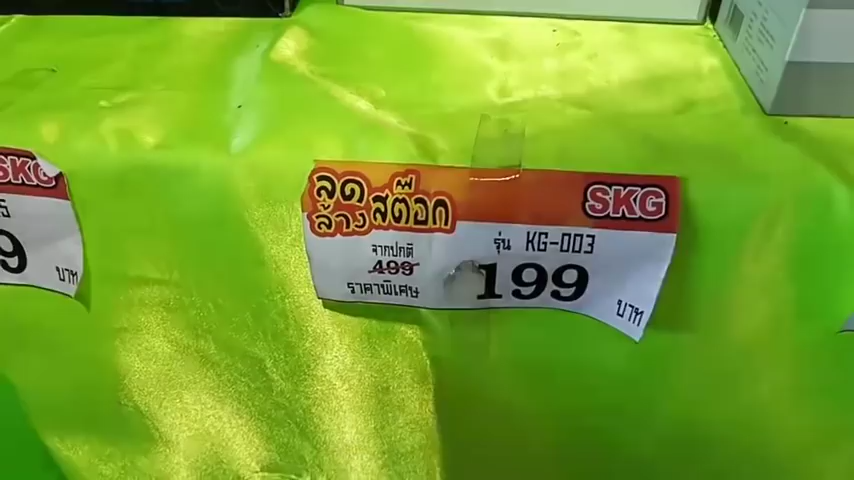 SKG
9
บาท
ลด
ล้าง
สต๊อก
SKG
รุ่น KG-003
จากปกติ
499
ราคาพิเศษ
199
บาท